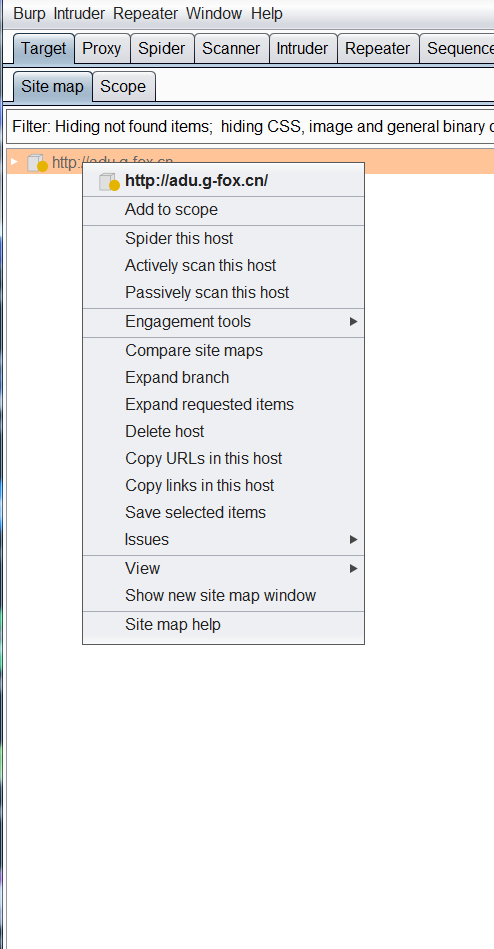 Burp Intruder Repeater Window Help
Target Proxy Spider Scanner Intruder Repeater Sequence
Site map Scope
Filter: Hiding not found items; hiding CSS, image and general binary
http://adu.g-fox.cn
http://adu.g-fox.cn/
Add to scope
Spider this host
Actively scan this host
Passively scan this host
Engagement tools
Compare site maps
Expand branch
Expand requested items
Delete host
Copy URLs in this host
Copy links in this host
Save selected items
Issues
View
Show new site map window
Site map help